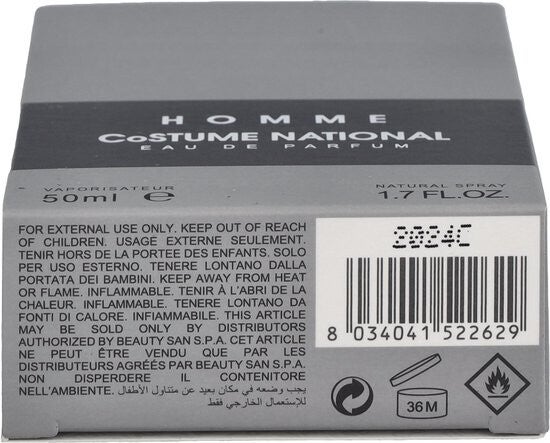 HOMME
CoSTUME NATIONAL
EAU DE PARFUM
VAPORISATEUR
NATURAL SPRAY
50ml e
1.7 FL.OZ.
FOR EXTERNAL USE ONLY. KEEP OUT OF REACH
OF CHILDREN. USAGE EXTERNE SEULEMENT.
TENIR HORS DE LA PORTEE DES ENFANTS. SOLO
PER USO ESTERNO. TENERE LONTANO DALLA
PORTATA DEI BAMBINI. KEEP AWAY FROM HEAT
OR FLAME. INFLAMMABLE. TENIR À L'ABRI DE LA
CHALEUR. INFLAMMABLE. TENERE LONTANO DA
FONTI DI CALORE. INFIAMMABILE. THIS ARTICLE
MAY BE SOLD ONLY BY DISTRIBUTORS
AUTHORIZED BY BEAUTY SAN S.P.A. CET ARTICLE
NE PEUT ÊTRE VENDU QUE PAR LES
DISTRIBUTEURS AGRÉÉS PAR BEAUTY SAN S.P.A.
NON DISPERDERE IL CONTENITORE
NELL'AMBIENTE. يجب وضعه في مكان بعيد عن متناول الأطفال
للإستعمال الخارجي فقط
2024C
8 034041 522629
36M